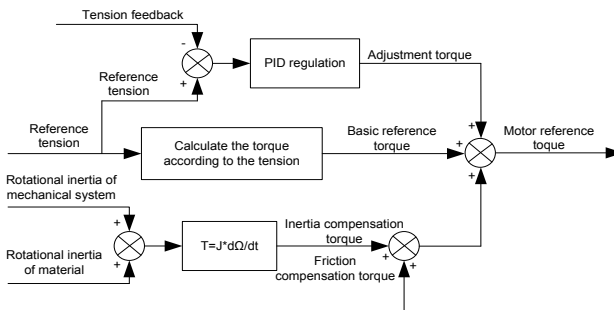 Tension feedback
-
PID regulation
Adjustment torque
+
Reference
tension
+
Reference
tension
Calculate the torque
according to the tension
Basic reference
torque
+
Motor reference
toque
+
Rotational inertia of
mechanical system
+
Rotational inertia
of material
+
T=J*dΩ/dt
Inertia compensation
torque
+
Friction
compensation torque
+